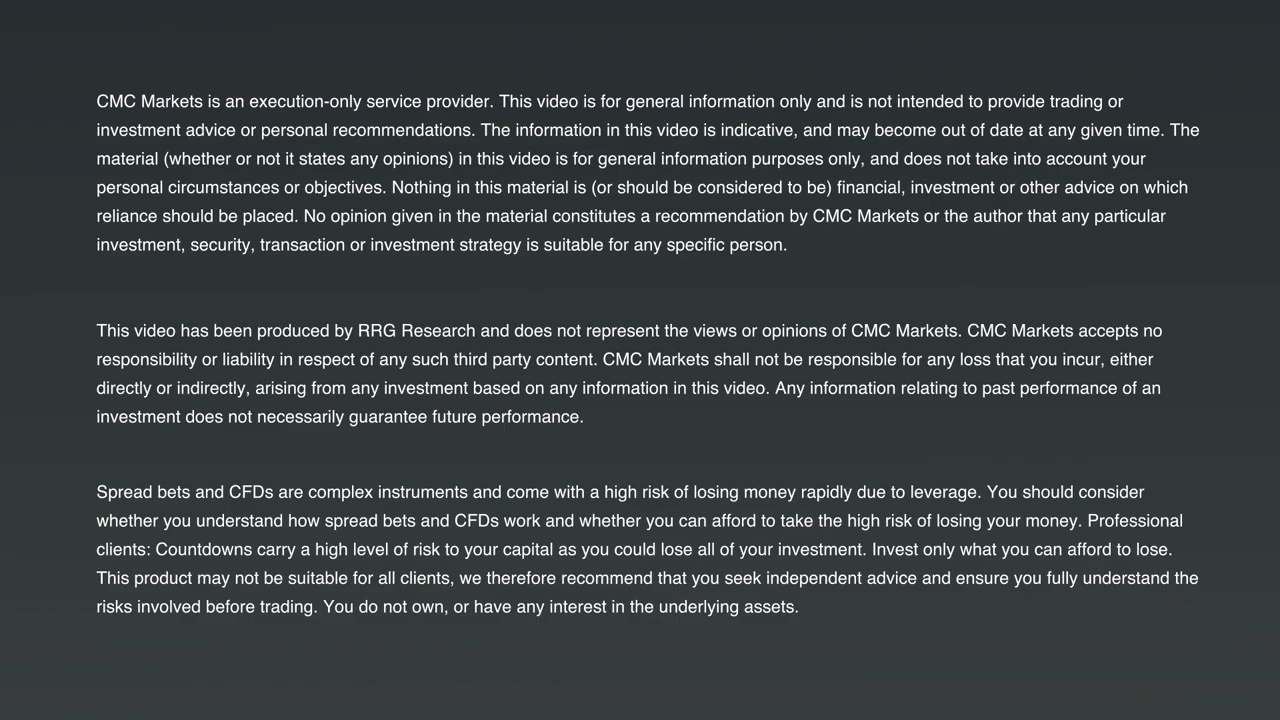 CMC Markets is an execution-only service provider. This video is for general information only and is not intended to provide trading or
investment advice or personal recommendations. The information in this video is indicative, and may become out of date at any given time. The
material (whether or not it states any opinions) in this video is for general information purposes only, and does not take into account your
personal circumstances or objectives. Nothing in this material is (or should be considered to be) financial, investment or other advice on which
reliance should be placed. No opinion given in the material constitutes a recommendation by CMC Markets or the author that any particular
investment, security, transaction or investment strategy is suitable for any specific person.
This video has been produced by RRG Research and does not represent the views or opinions of CMC Markets. CMC Markets accepts no
responsibility or liability in respect of any such third party content. CMC Markets shall not be responsible for any loss that you incur, either
directly or indirectly, arising from any investment based on any information in this video. Any information relating to past performance of an
investment does not necessarily guarantee future performance.
Spread bets and CFDs are complex instruments and come with a high risk of losing money rapidly due to leverage. You should consider
whether you understand how spread bets and CFDs work and whether you can afford to take the high risk of losing your money. Professional
clients: Countdowns carry a high level of risk to your capital as you could lose all of your investment. Invest only what you can afford to lose.
This product may not be suitable for all clients, we therefore recommend that you seek independent advice and ensure you fully understand the
risks involved before trading. You do not own, or have any interest in the underlying assets.